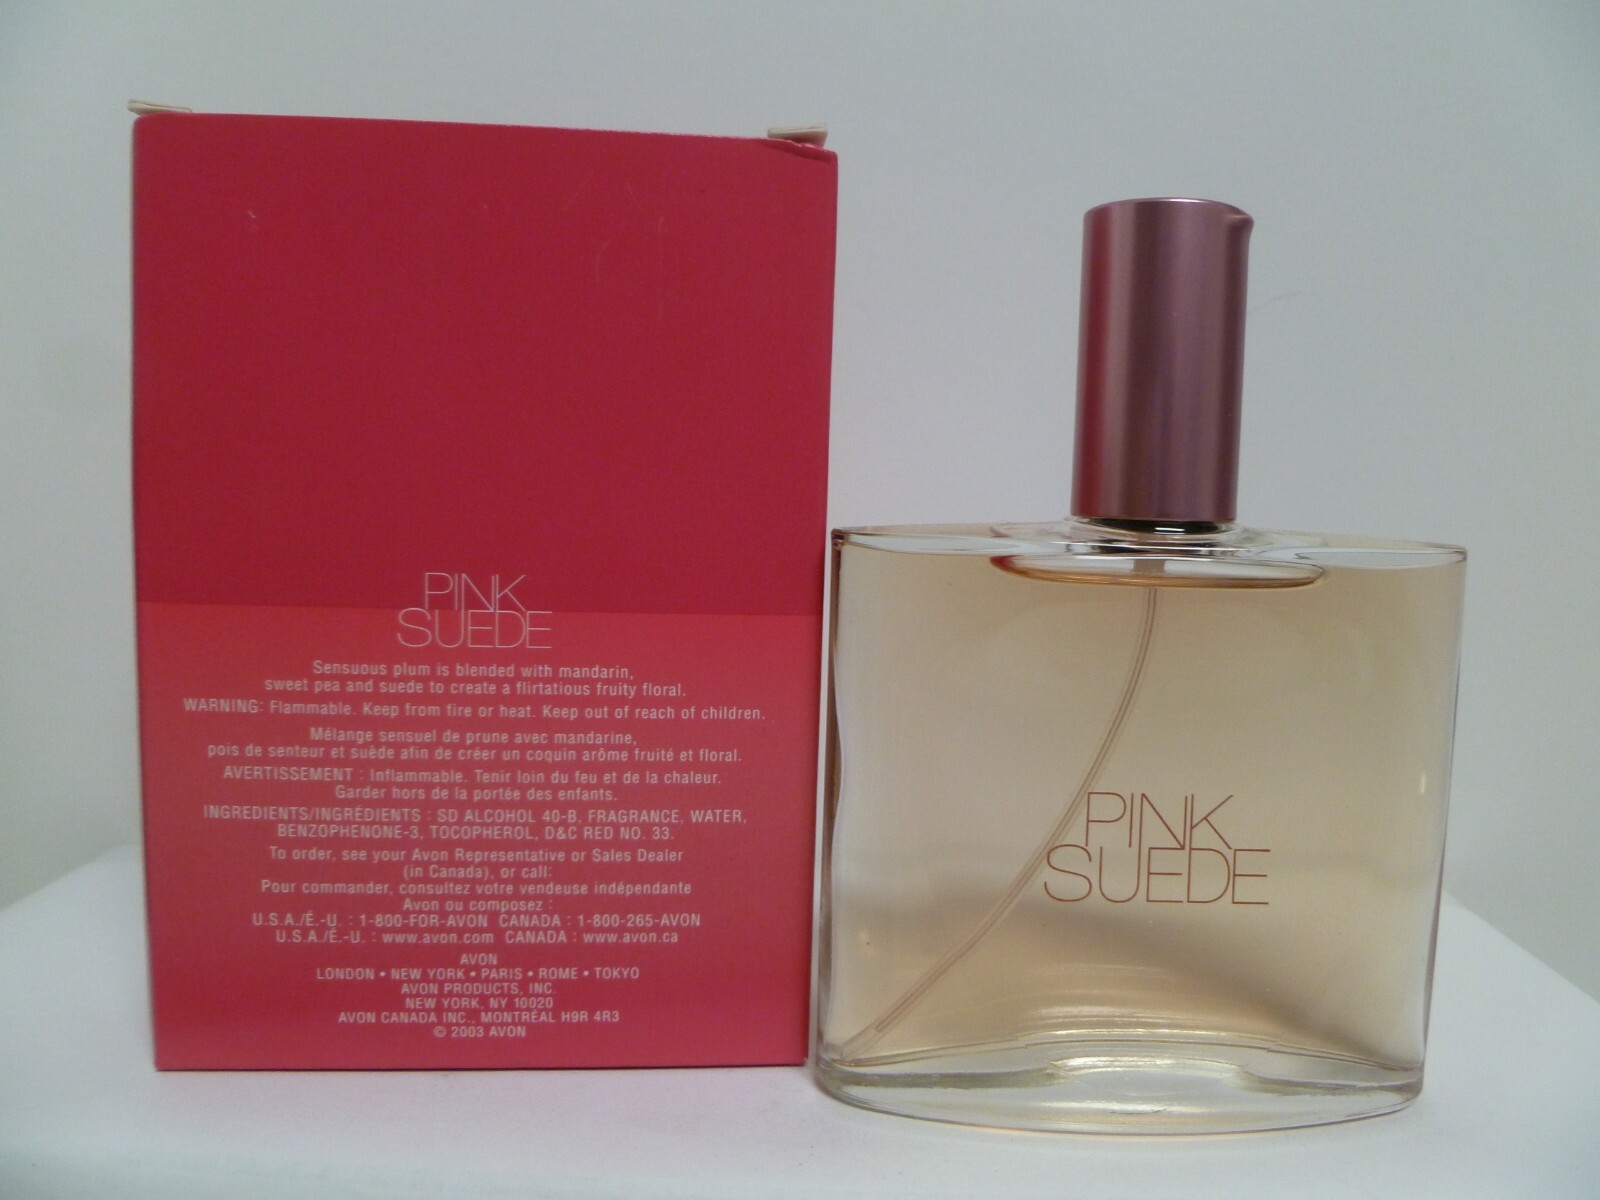 PINK
SUEDE
Sensuous plum is blended with mandarin,
sweet pea and suede to create a flirtatious fruity floral.
WARNING: Flammable. Keep from fire or heat. Keep out of reach of children.
Mélange sensuel de prune avec mandarine,
pois de senteur et suède afin de créer un coquin arôme fruité et floral.
AVERTISSEMENT : Inflammable. Tenir loin du feu et de la chaleur.
Garder hors de la portée des enfants.
INGREDIENTS/INGRÉDIENTS : SD ALCOHOL 40-B, FRAGRANCE, WATER,
BENZOPHENONE-3, TOCOPHEROL, D&C RED NO. 33.
To order, see your Avon Representative or Sales Dealer
(in Canada), or call:
Pour commander, consultez votre vendeuse indépendante
Avon ou composez :
U.S.A./É.-U. : 1-800-FOR-AVON CANADA : 1-800-265-AVON
U.S.A./É.-U. : www.avon.com CANADA : www.avon.ca
AVON
LONDON • NEW YORK • PARIS • ROME • TOKYO
AVON PRODUCTS, INC.
NEW YORK, NY 10020
AVON CANADA INC., MONTRÉAL H9R 4R3
© 2003 AVON
PINK
SUEDE